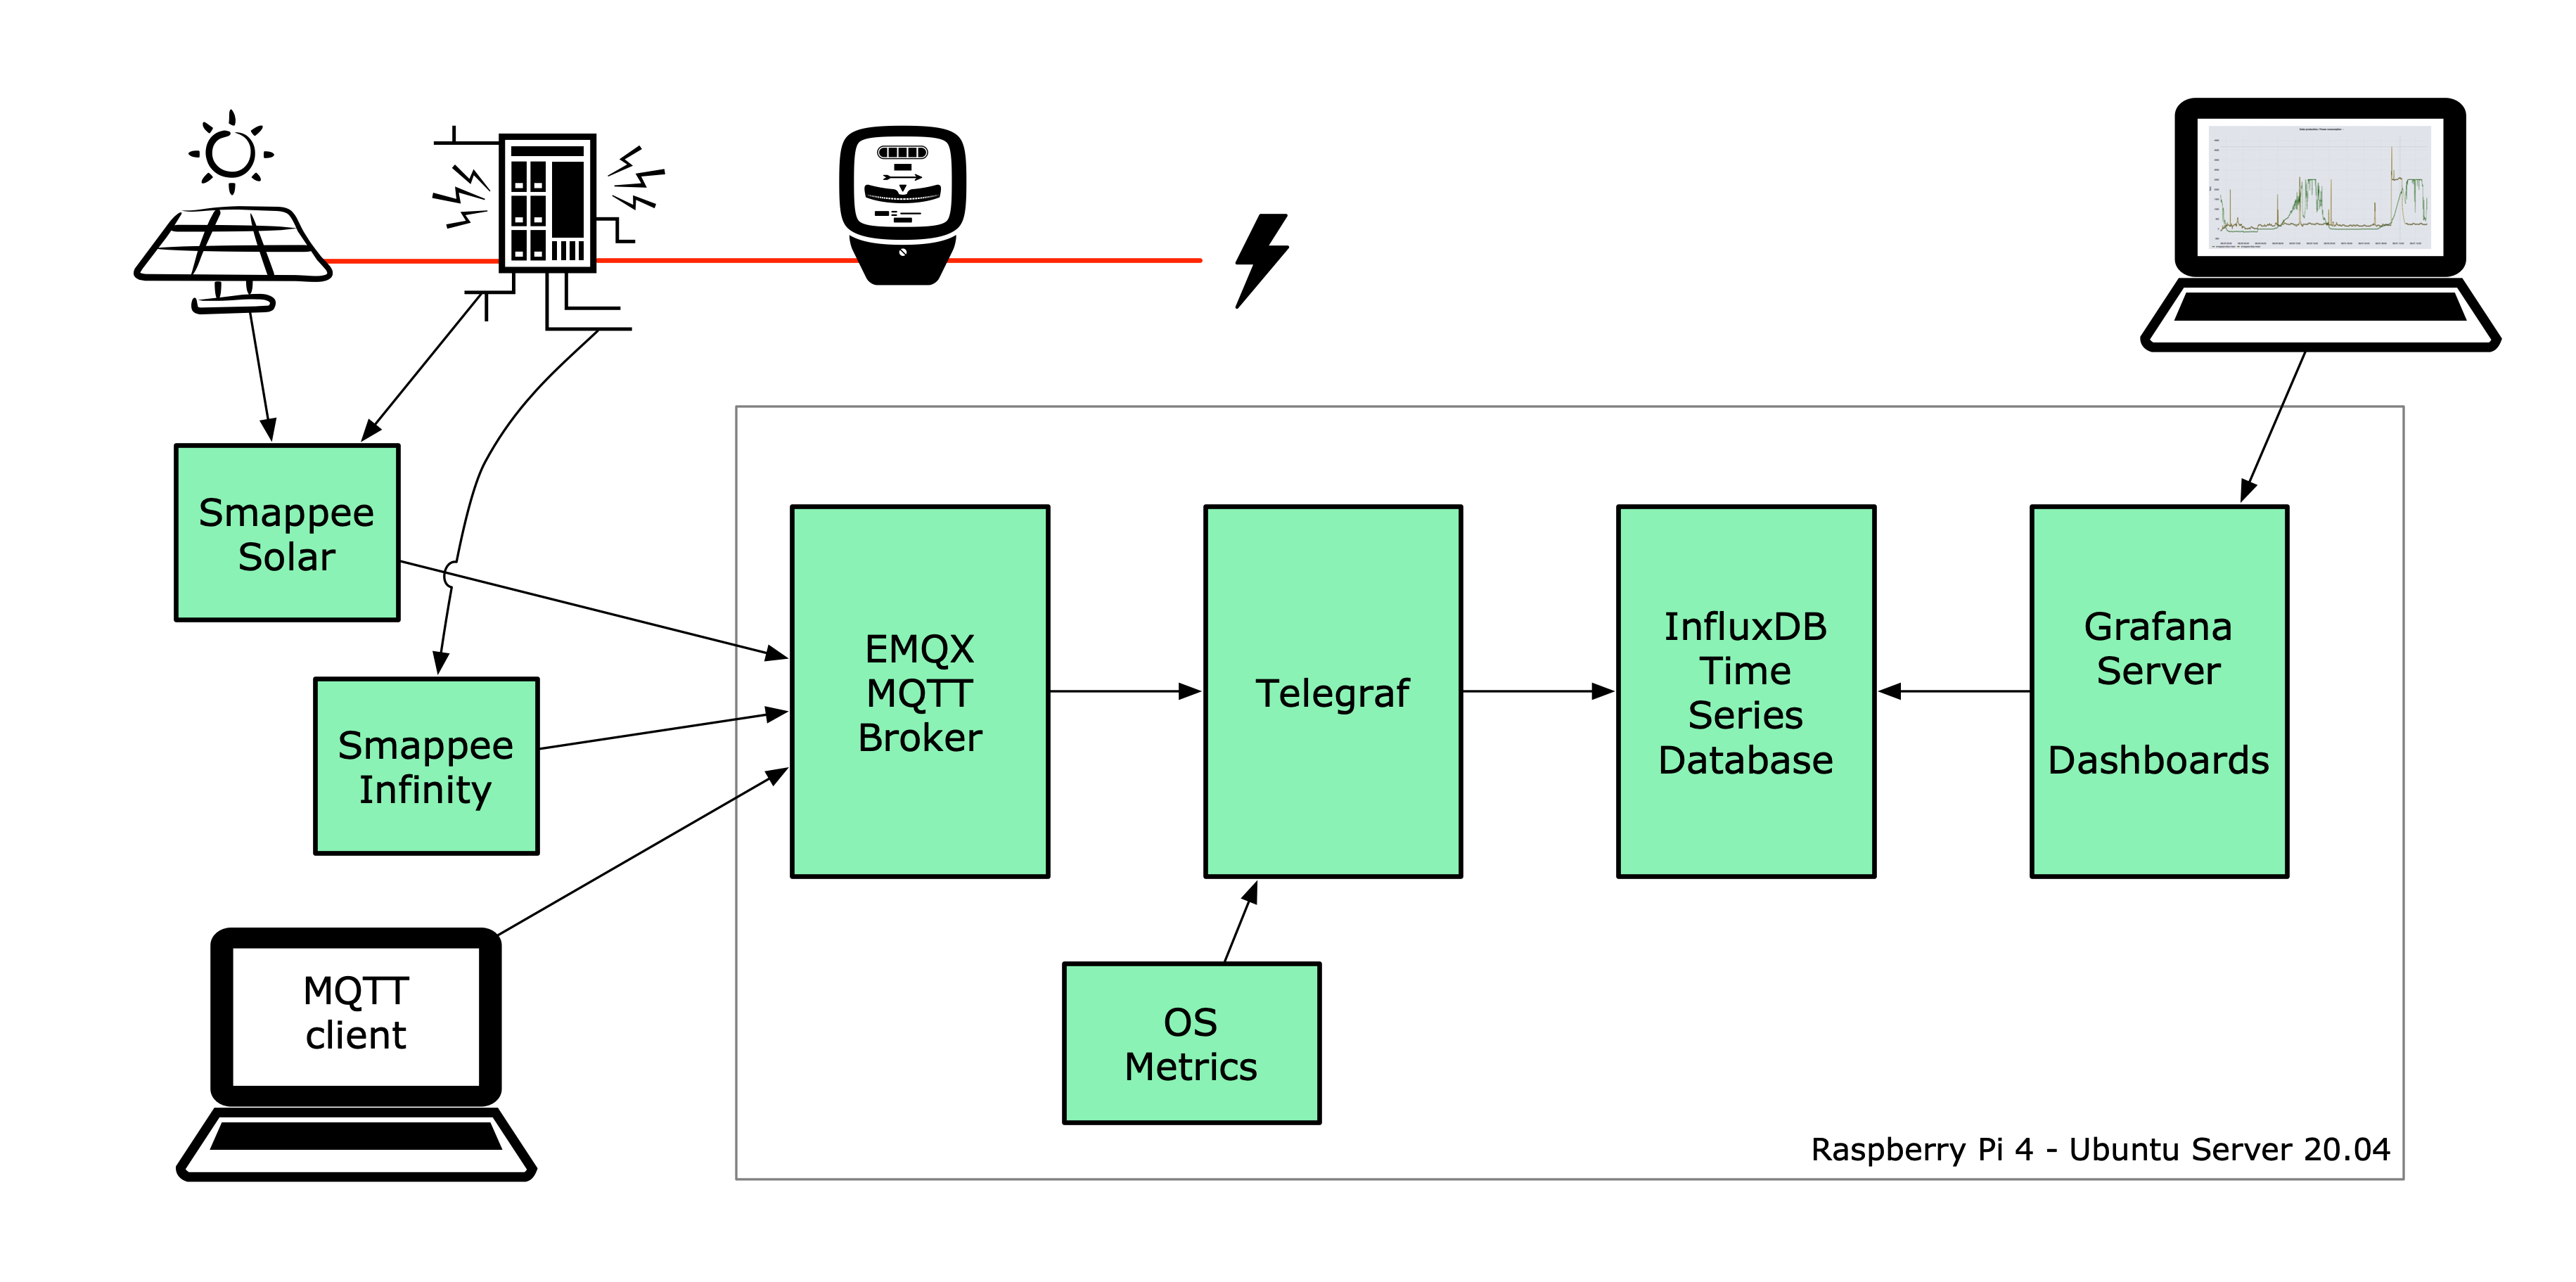 Smappee
Solar
Smappee
Infinity
MQTT
client
EMQX
MQTT
Broker
Telegraf
OS
Metrics
InfluxDB
Time
Series
Database
Grafana
Server
Dashboards
Raspberry Pi 4 - Ubuntu Server 20.04